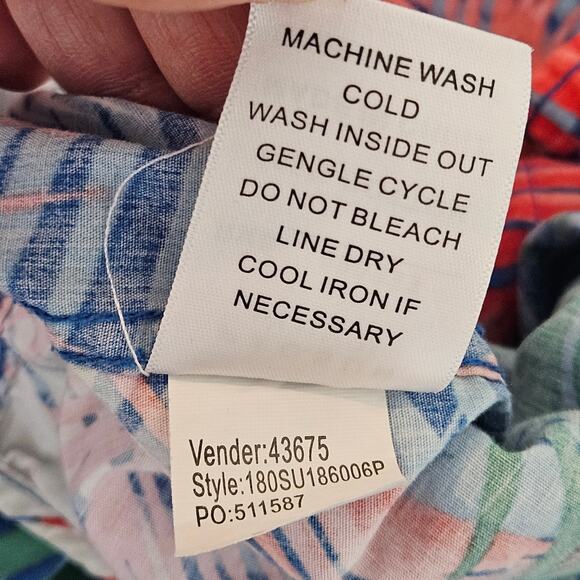 MACHINE WASH
COLD
WASH INSIDE OUT
GENGLE CYCLE
DO NOT BLEACH
LINE DRY
COOL IRON IF
NECESSARY
Vender:43675
Style:180SU186006P
PO:511587